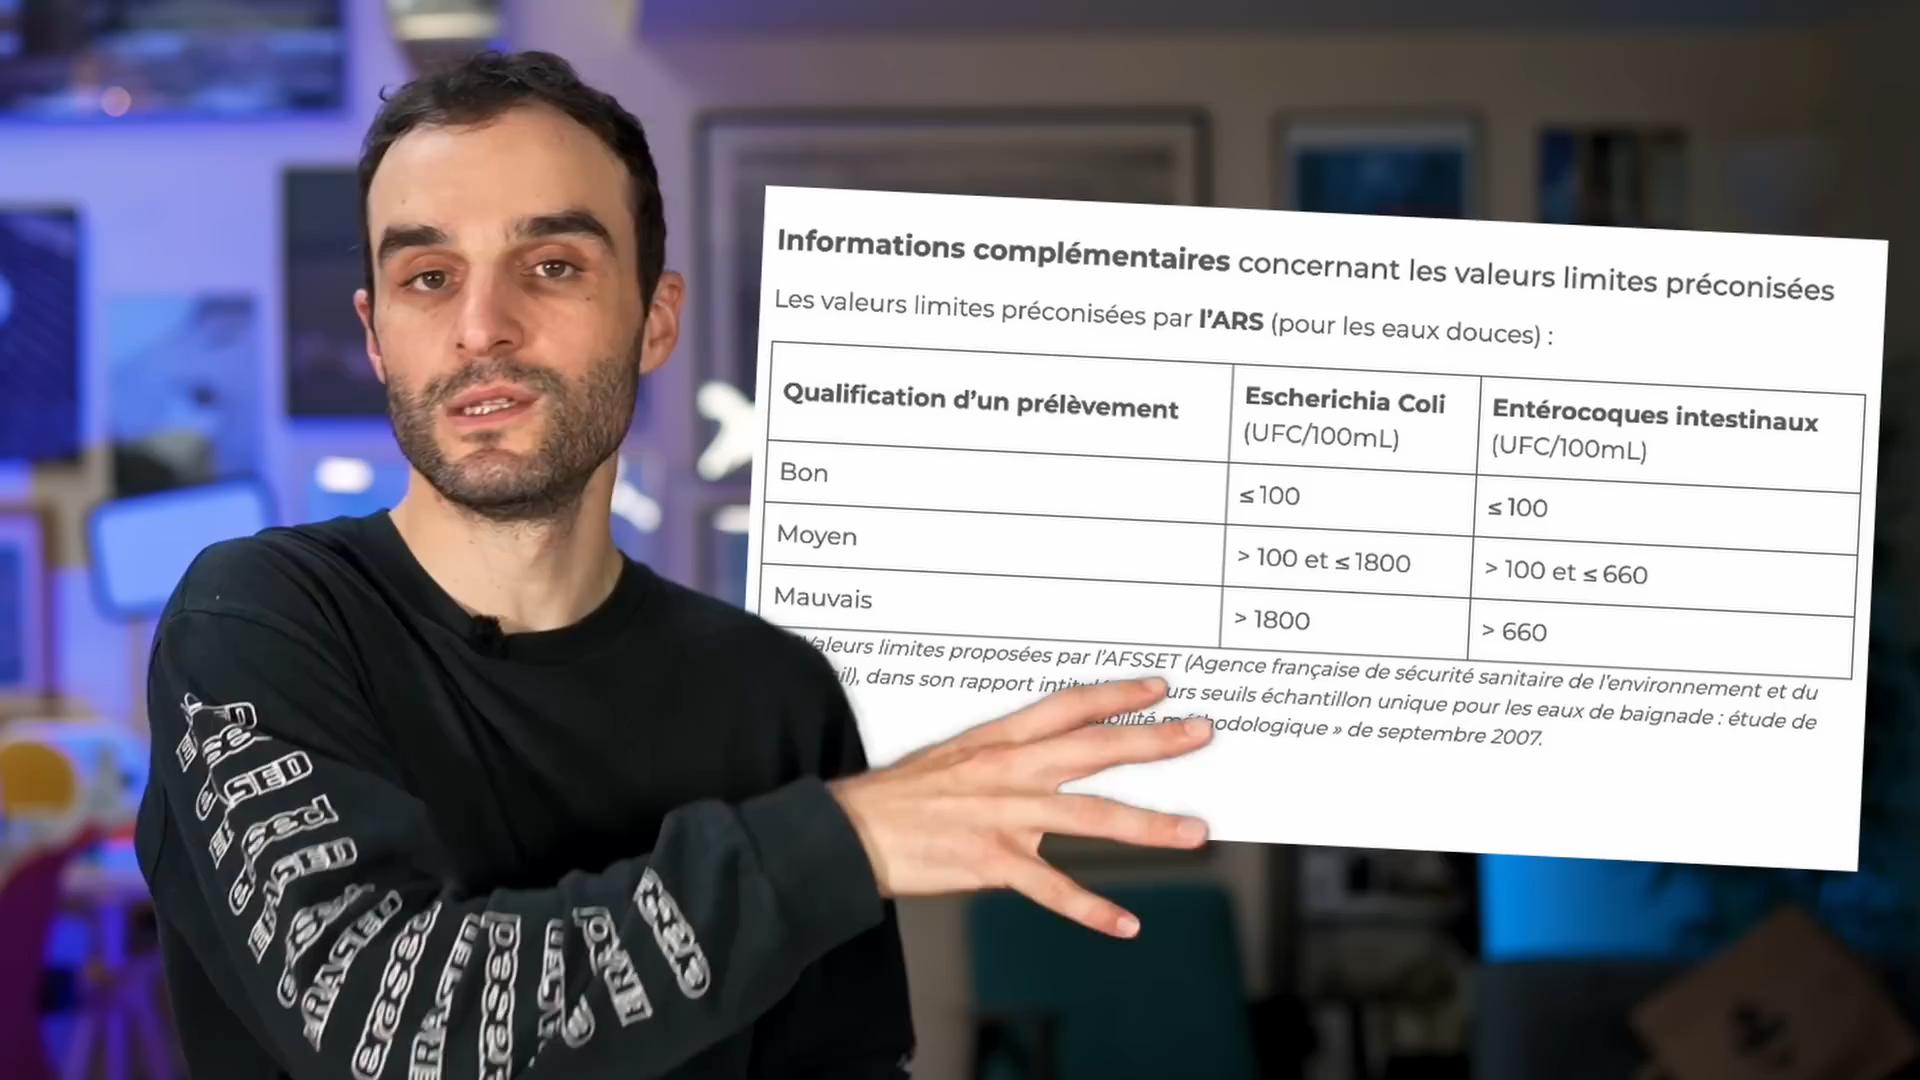 Informations complémentaires concernant les valeurs limites préconisées
Les valeurs limites préconisées par l'ARS (pour les eaux douces) :
Qualification d'un prélèvement
Escherichia Coli
(UFC/100mL)
Entérocoques intestinaux
(UFC/100mL)
Bon
≤ 100
≤ 100
Moyen
> 100 et ≤ 1800
> 100 et ≤ 660
Mauvais
> 1800
> 660
Valeurs limites proposées par l'AFSSET (Agence française de sécurité sanitaire de l'environnement et du
dans son rapport seuils échantillon unique pour les eaux de baignade : étude de
méthodologique » de septembre 2007.